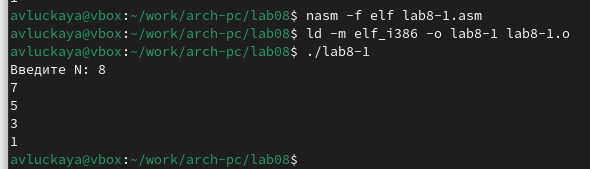 avluckaya@vbox:~/work/arch-pc/lab08$ nasm -f elf lab8-1.asm
avluckaya@vbox:~/work/arch-pc/lab08$ ld -m elf_i386 -o lab8-1 lab8-1.o
avluckaya@vbox:~/work/arch-pc/lab08$ ./lab8-1
Введите N: 8
7
5
3
1
avluckaya@vbox:~/work/arch-pc/lab08$